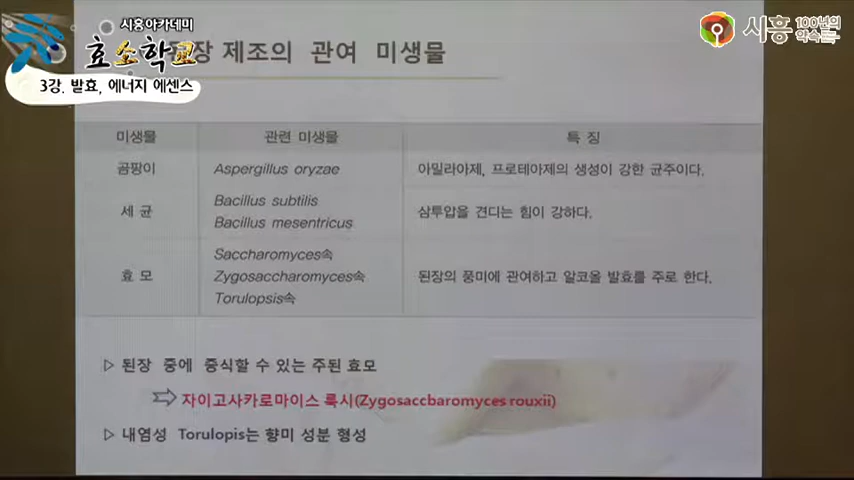 시흥아카데미
효소학교
3강. 발효, 에너지 에센스
시흥 100년의 약속
장 제조의 관여 미생물
미생물 관련 미생물 특 징
곰팡이 Aspergillus oryzae 아밀라아제, 프로테아제의 생성이 강한 균주이다.
세 균 Bacillus subtilis
Bacillus mesentricus 삼투압을 견디는 힘이 강하다.
효 모 Saccharomyces속
Zygosaccharomyces속
Torulopsis속 된장의 풍미에 관여하고 알코올 발효를 주로 한다.
▷ 된장 중에 증식할 수 있는 주된 효모
⇨ 자이고사카로마이스 룩시(Zygosaccbaromyces rouxii)
▷ 내염성 Torulopis는 향미 성분 형성